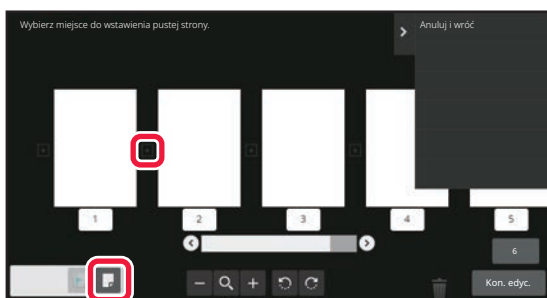 Wybierz miejsce do wstawienia pustej strony.
Anuluj i wróć
1 2 3 4 5
6
Kon. edyc.